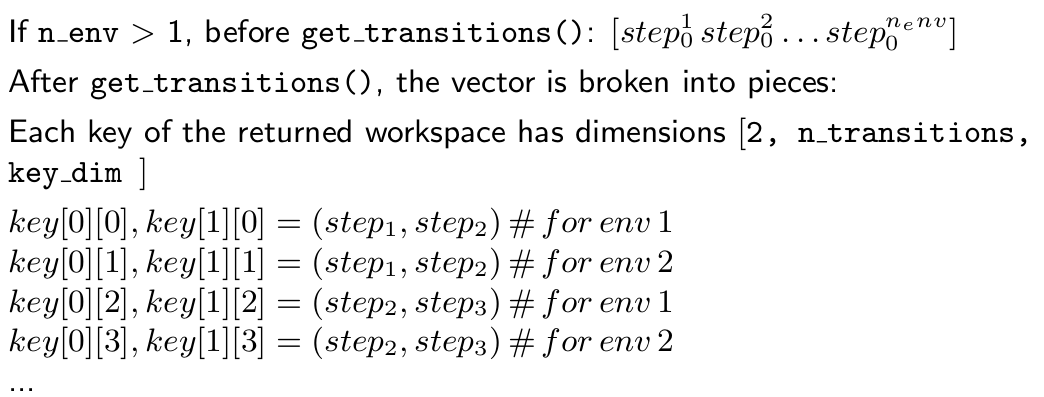 If n_env > 1, before get_transitions(): [step_0^1 step_0^2 … step_0^{n_e nv}]
After get_transitions(), the vector is broken into pieces:
Each key of the returned workspace has dimensions [2, n_transitions,
key_dim ]
key[0][0], key[1][0] = (step_1, step_2) # for env 1
key[0][1], key[1][1] = (step_1, step_2) # for env 2
key[0][2], key[1][2] = (step_2, step_3) # for env 1
key[0][3], key[1][3] = (step_2, step_3) # for env 2
...